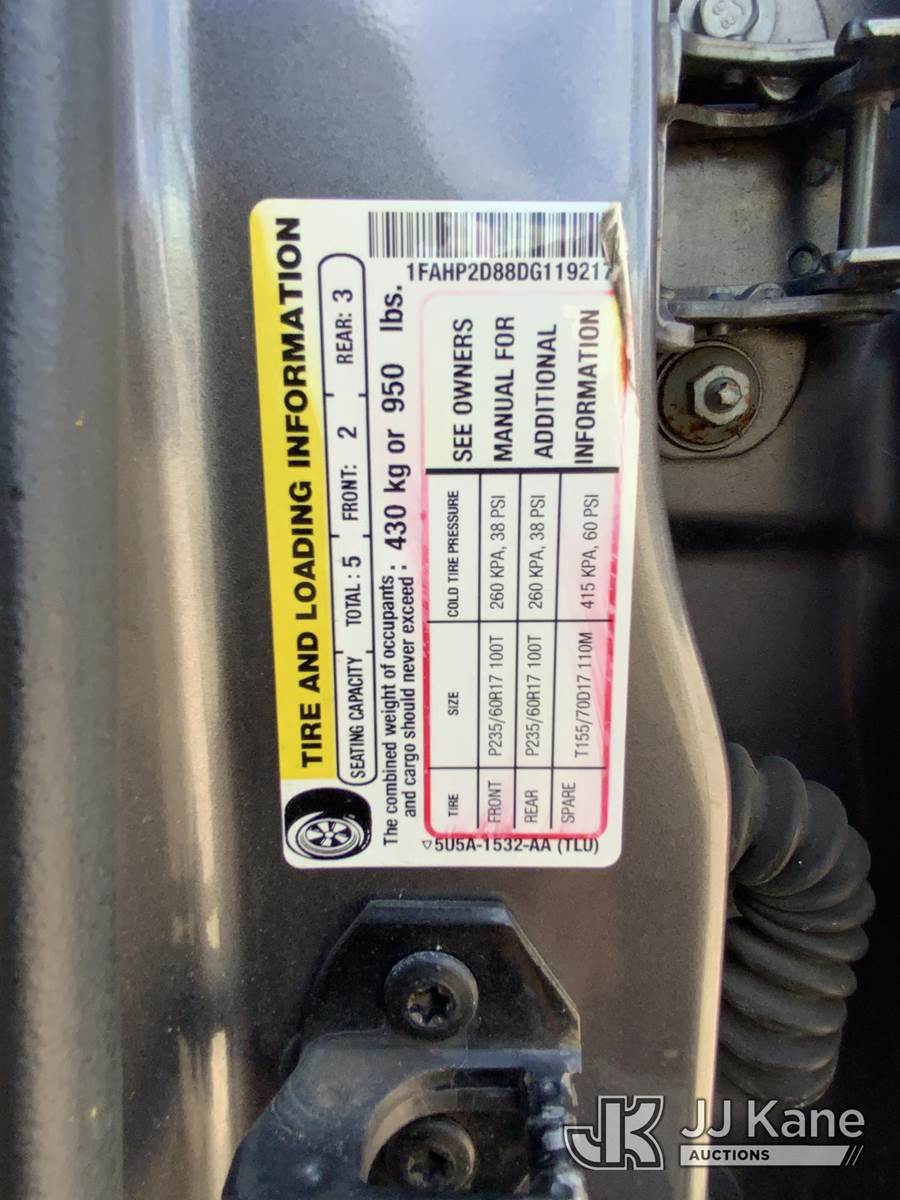 TIRE AND LOADING INFORMATION
SEATING CAPACITY TOTAL : 5 FRONT: 2 REAR: 3
The combined weight of occupants
and cargo should never exceed : 430 kg or 950 lbs.
1FAHP2D88DG119217
TIRE SIZE COLD TIRE PRESSURE SEE OWNERS
FRONT P235/60R17 100T 260 KPA, 38 PSI MANUAL FOR
REAR P235/60R17 100T 260 KPA, 38 PSI ADDITIONAL
SPARE T155/70D17 110M 415 KPA, 60 PSI INFORMATION
5U5A-1532-AA (TLU)
JK JJ Kane
AUCTIONS